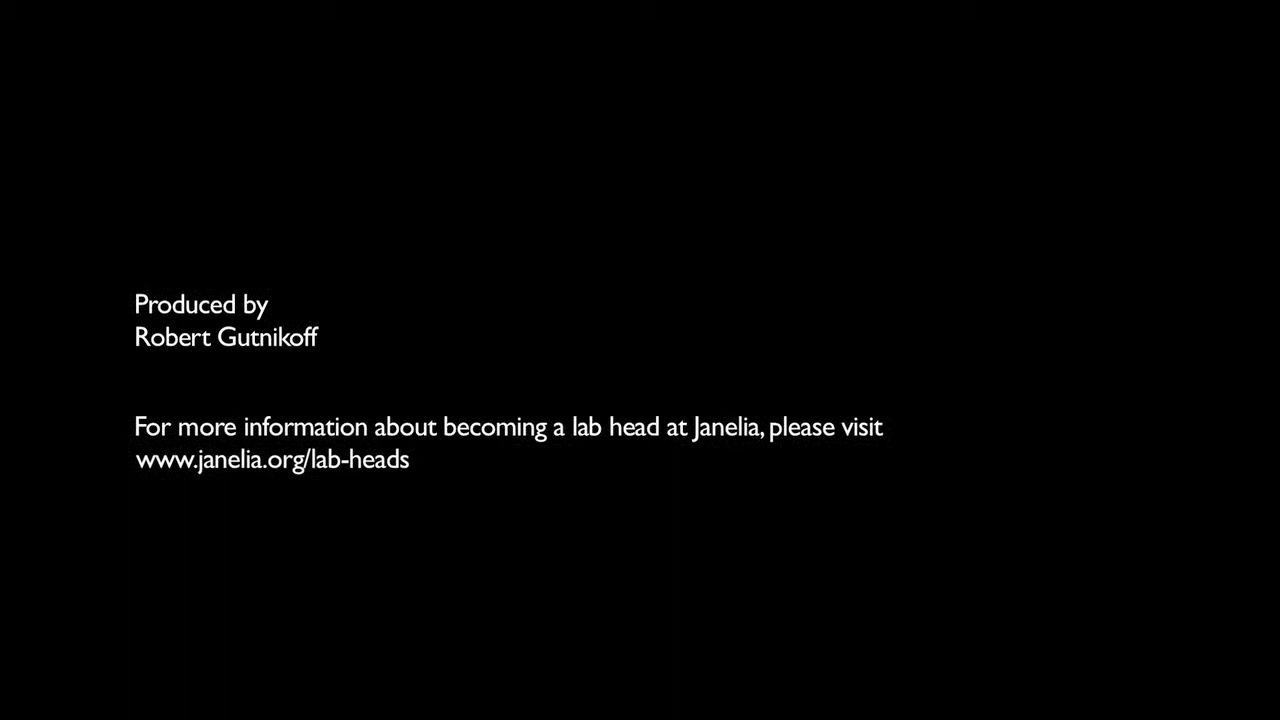 Produced by
Robert Gutnikoff
For more information about becoming a lab head at Janelia, please visit
www.janelia.org/lab-heads